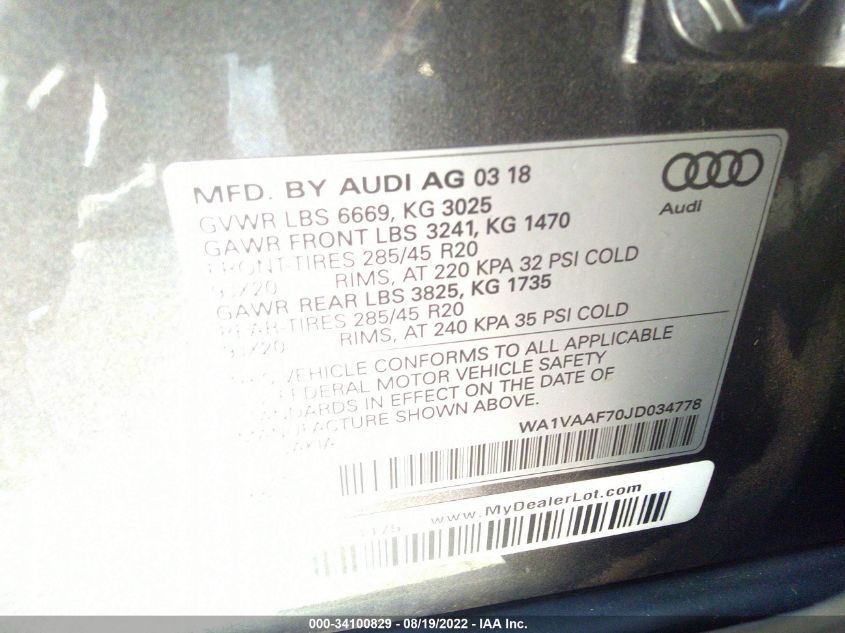 MFD. BY AUDI AG 03 18
Audi
GVWR LBS 6669, KG 3025
GAWR FRONT LBS 3241, KG 1470
FRONT-TIRES 285/45 R20
RIMS, AT 220 KPA 32 PSI COLD
GAWR REAR LBS 3825, KG 1735
REAR-TIRES 285/45 R20
RIMS, AT 240 KPA 35 PSI COLD
VEHICLE CONFORMS TO ALL APPLICABLE
FEDERAL MOTOR VEHICLE SAFETY
STANDARDS IN EFFECT ON THE DATE OF
MANUFACTURE SHOWN ABOVE.
WA1VAAF70JD034778
www.MyDealerLot.com
000-34100829 - 08/19/2022 - IAA Inc.